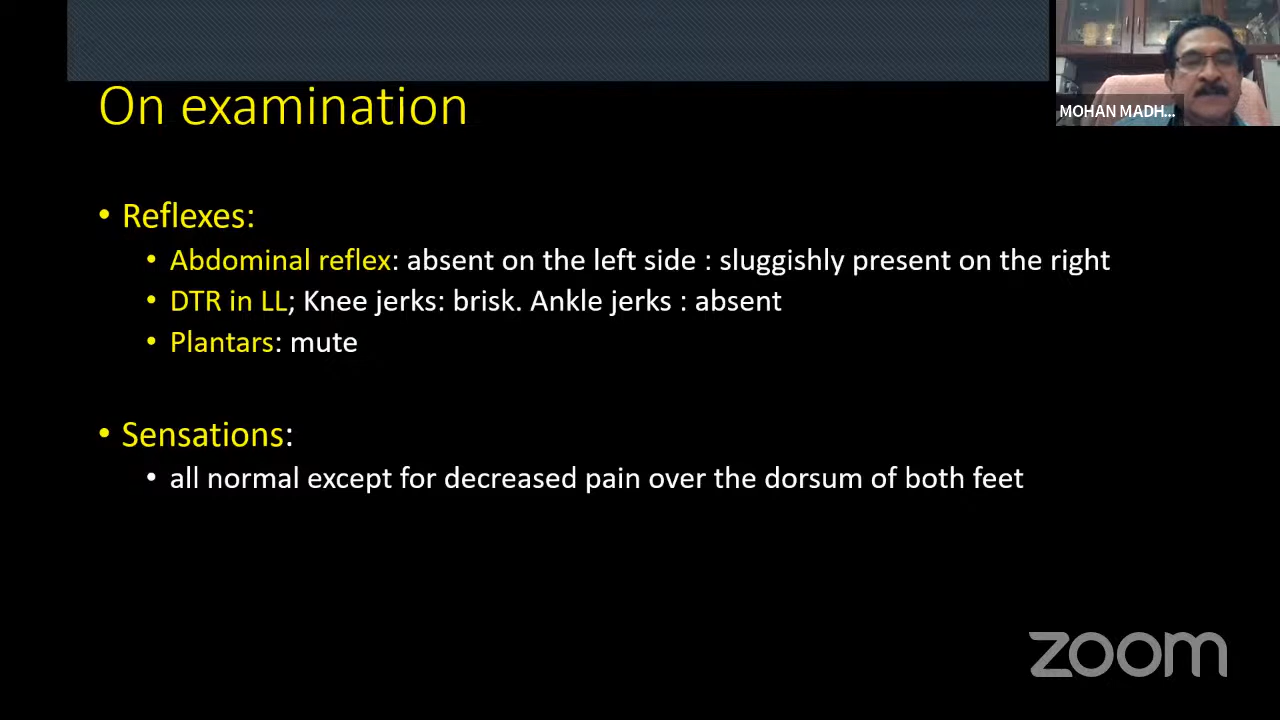 MOHAN MADH...
On examination
• Reflexes:
• Abdominal reflex: absent on the left side : sluggishly present on the right
• DTR in LL; Knee jerks: brisk. Ankle jerks : absent
• Plantars: mute
• Sensations:
• all normal except for decreased pain over the dorsum of both feet
zoom